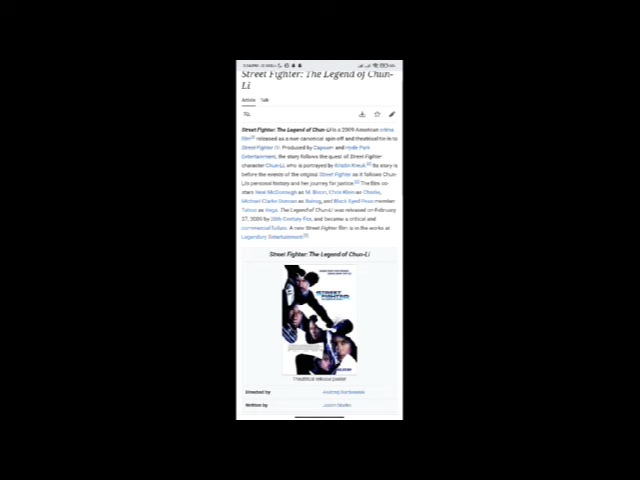 Street Fighter: The Legend of Chun-
Li
Article Talk
Street Fighter: The Legend of Chun-Li is a 2009 American crime
film released as a non-canonical spin-off and theatrical tie-in to
Street Fighter IV. Produced by Capcom and Hyde Park
Entertainment, the story follows the quest of Street Fighter
character Chun-Li, who is portrayed by Kristin Kreuk. Its story is
before the events of the original Street Fighter as it follows Chun-
Li's personal history and her journey for justice. The film co-
stars Neal McDonough as M. Bison, Chris Klein as Charlie,
Michael Clarke Duncan as Balrog, and Black Eyed Peas member
Taboo as Vega. The Legend of Chun-Li was released on February
27, 2009 by 20th Century Fox, and became a critical and
commercial failure. A new Street Fighter film is in the works at
Legendary Entertainment.
Street Fighter: The Legend of Chun-Li
STREET
FIGHTER
Theatrical release poster
Directed by Andrzej Bartkowiak
Written by Justin Marks